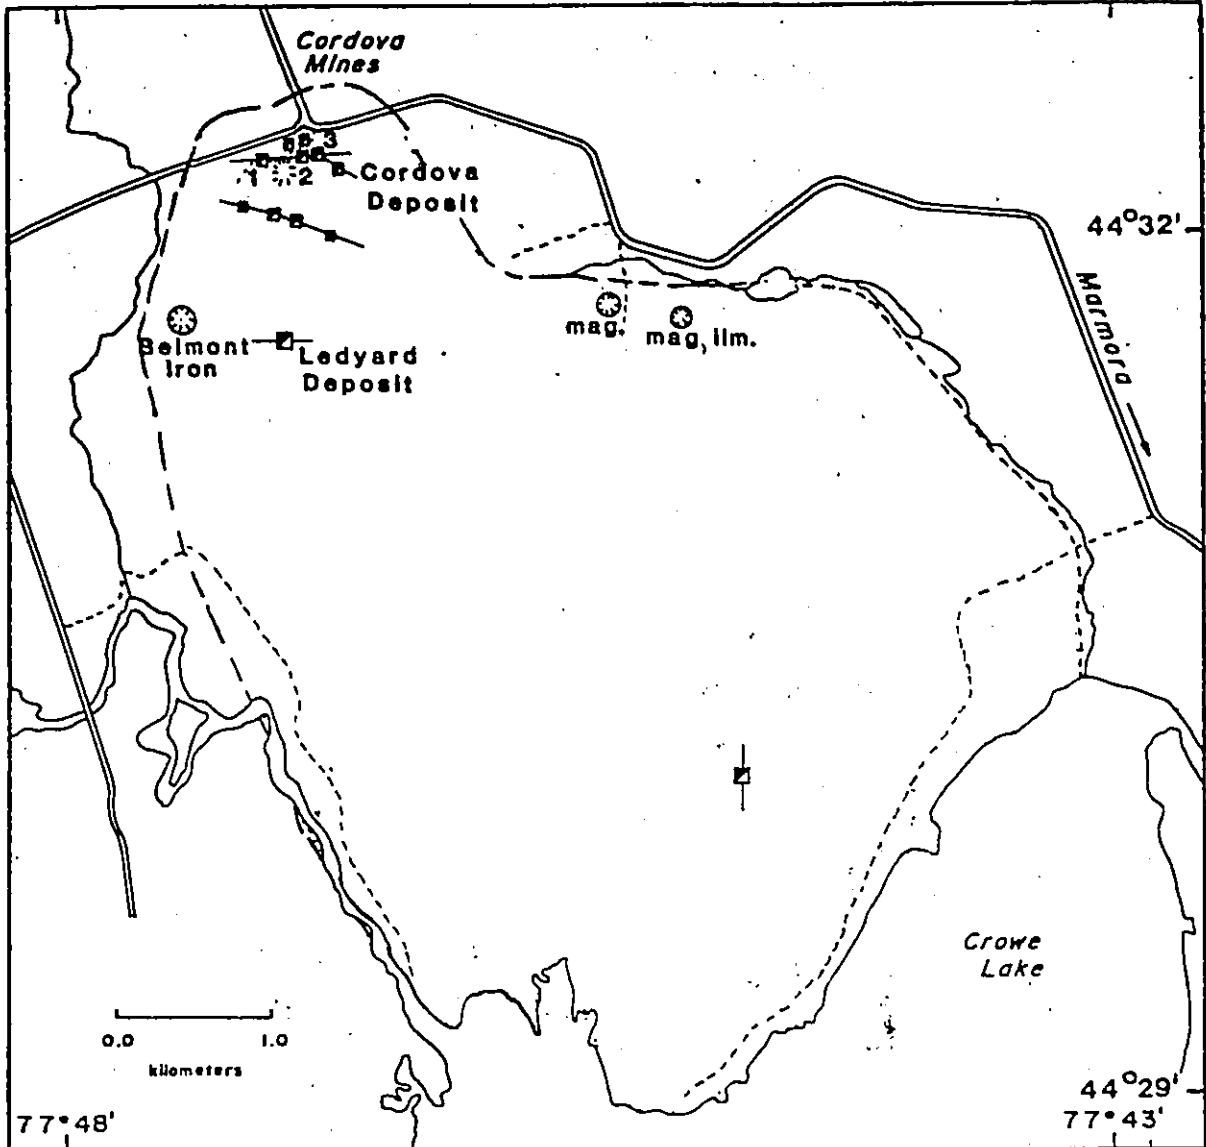 Cordova
Mines
3
1
2
Cordova
Deposit
44°32'
Marmora
mag.
mag, ilm.
Belmont
Iron
Ledyard
Deposit
Crowe
Lake
0.0
1.0
kilometers
44°29'
77°48'
77°43'